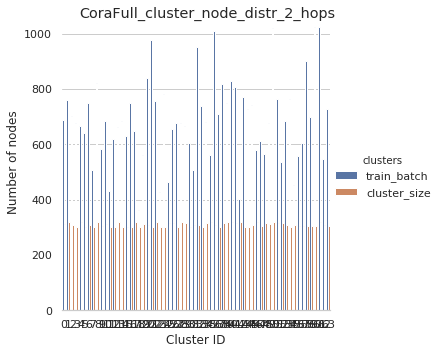 CoraFull_cluster_node_distr_2_hops
1000
800
600
400
200
0
Number of nodes
Cluster ID
clusters
train_batch
cluster_size